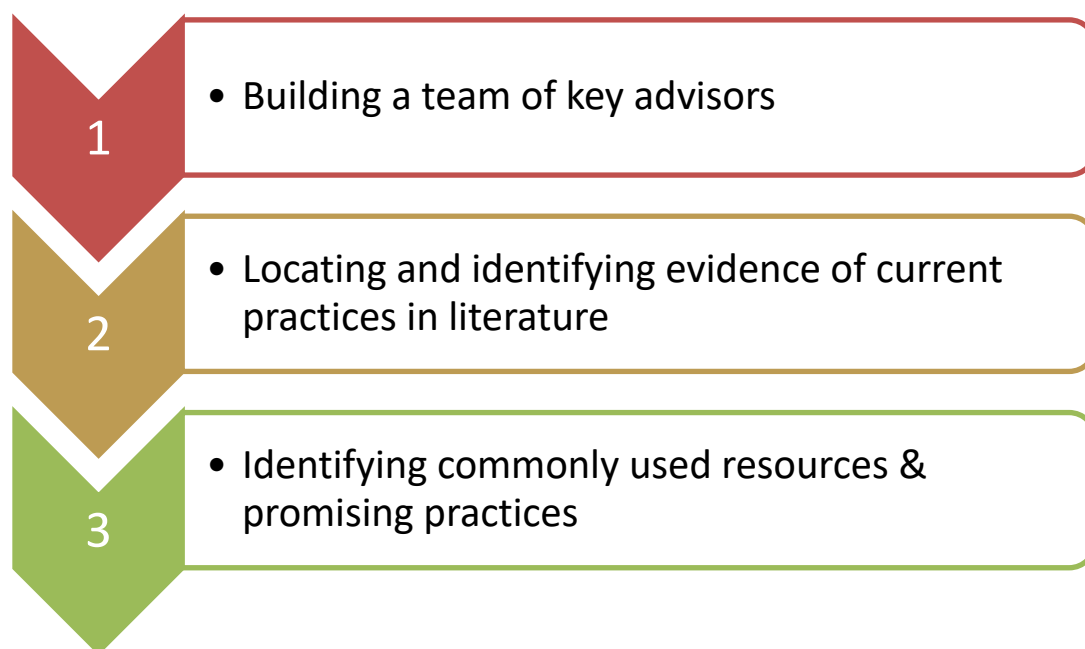 1
• Building a team of key advisors
2
• Locating and identifying evidence of current
practices in literature
3
• Identifying commonly used resources &
promising practices